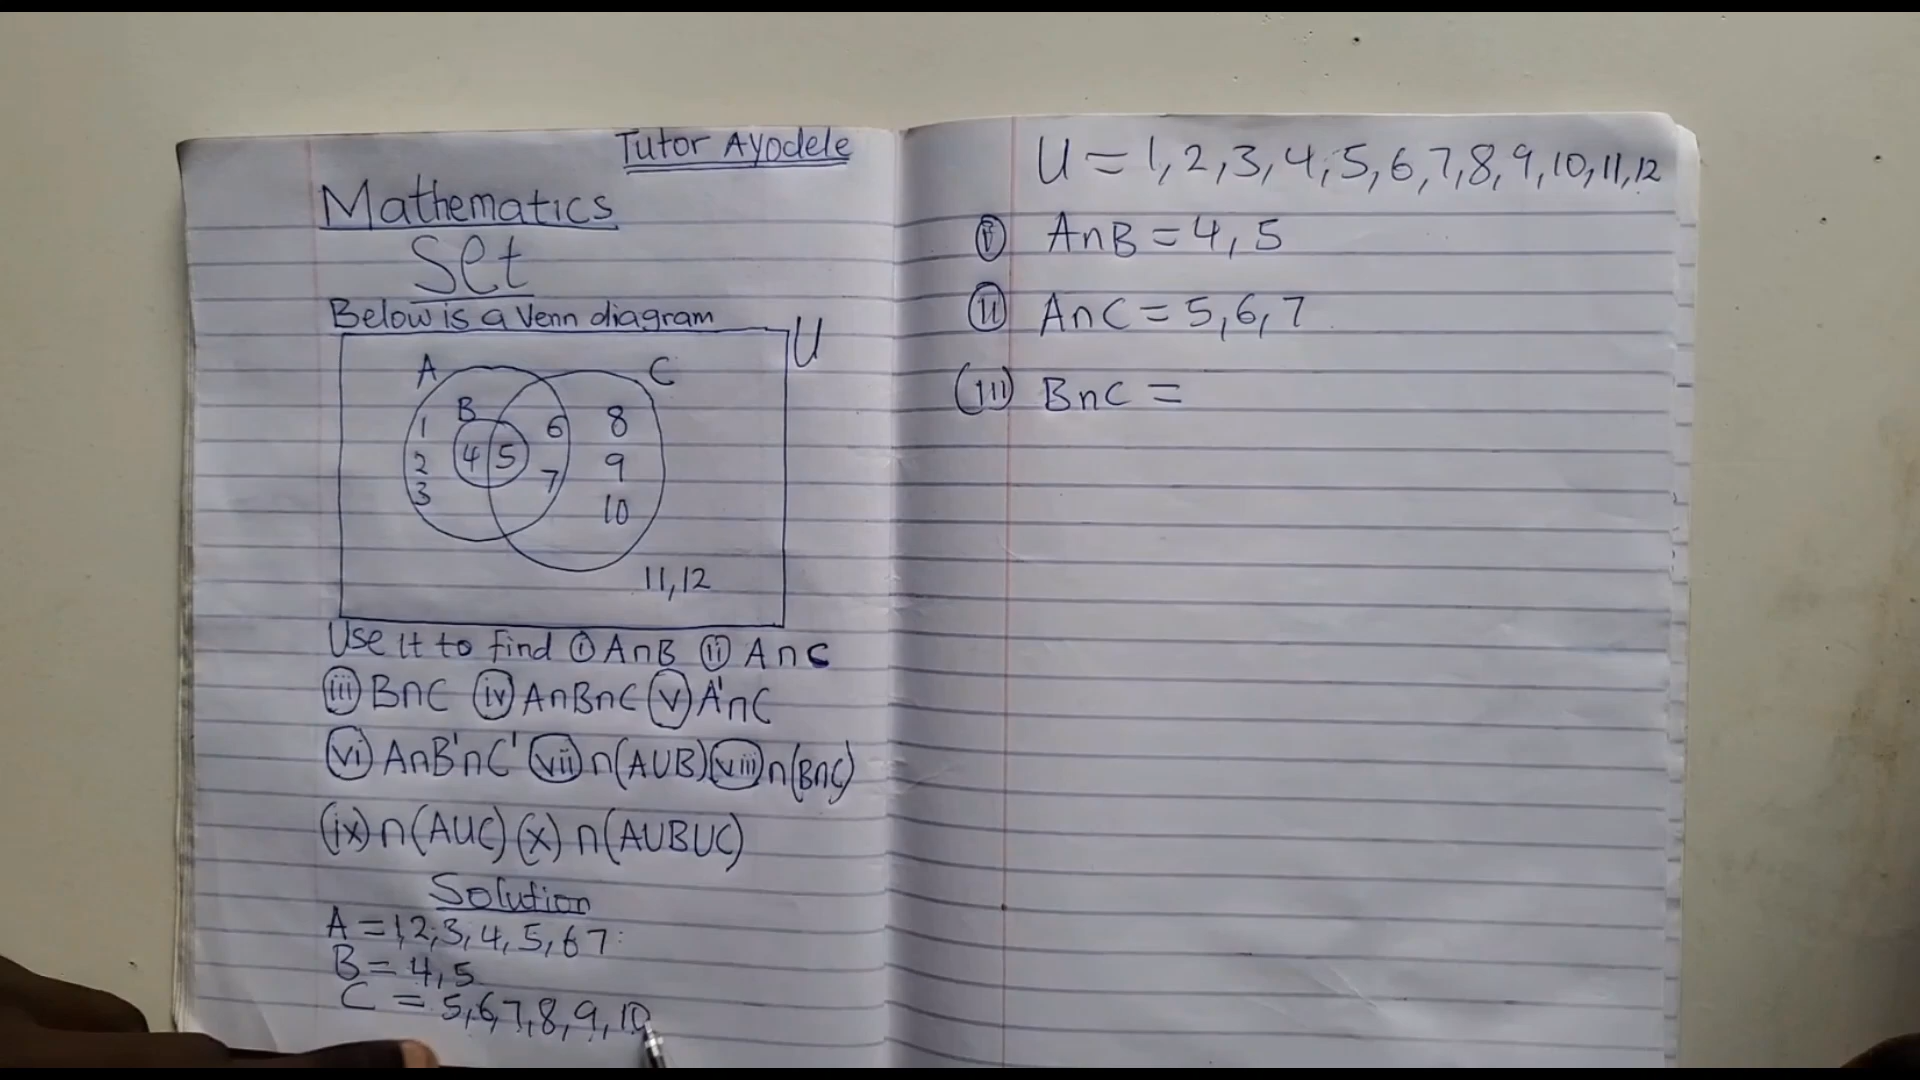 Tutor Ayodele
Mathematics
Set
Below is a Venn diagram
U
A C
B
1 6 8
2 4 5 9
3 7 10
11,12
Use it to find (i) A∩B (ii) A∩C
(iii) B∩C (iv) A∩B∩C (v) A'∩C
(vi) A∩B'∩C' (vii) n(AUB) (viii) n(B∩C)
(ix) n(AUC) (x) n(AUBUC)
Solution
A = 1,2,3,4,5,6 7
B = 4,5
C = 5,6,7,8,9,10
U = 1,2,3,4,5,6,7,8,9,10,11,12
(i) A∩B = 4,5
(ii) A∩C = 5,6,7
(iii) B∩C =